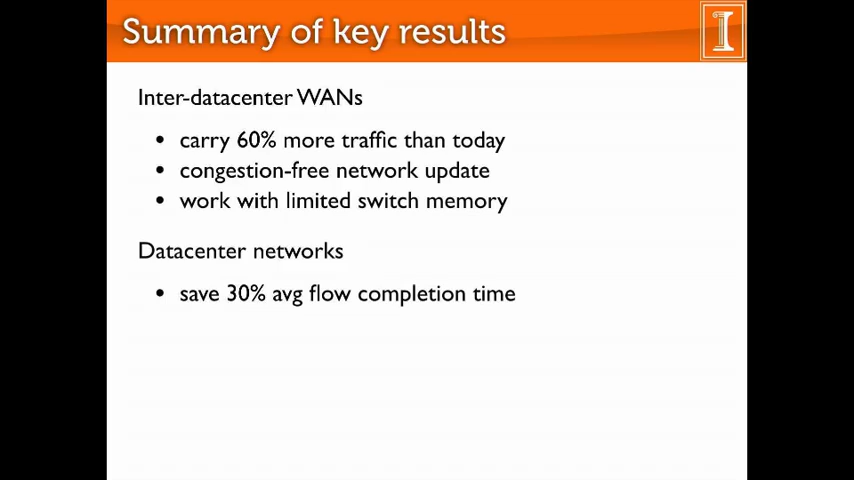 Summary of key results
Inter-datacenter WANs
• carry 60% more traffic than today
• congestion-free network update
• work with limited switch memory
Datacenter networks
• save 30% avg flow completion time